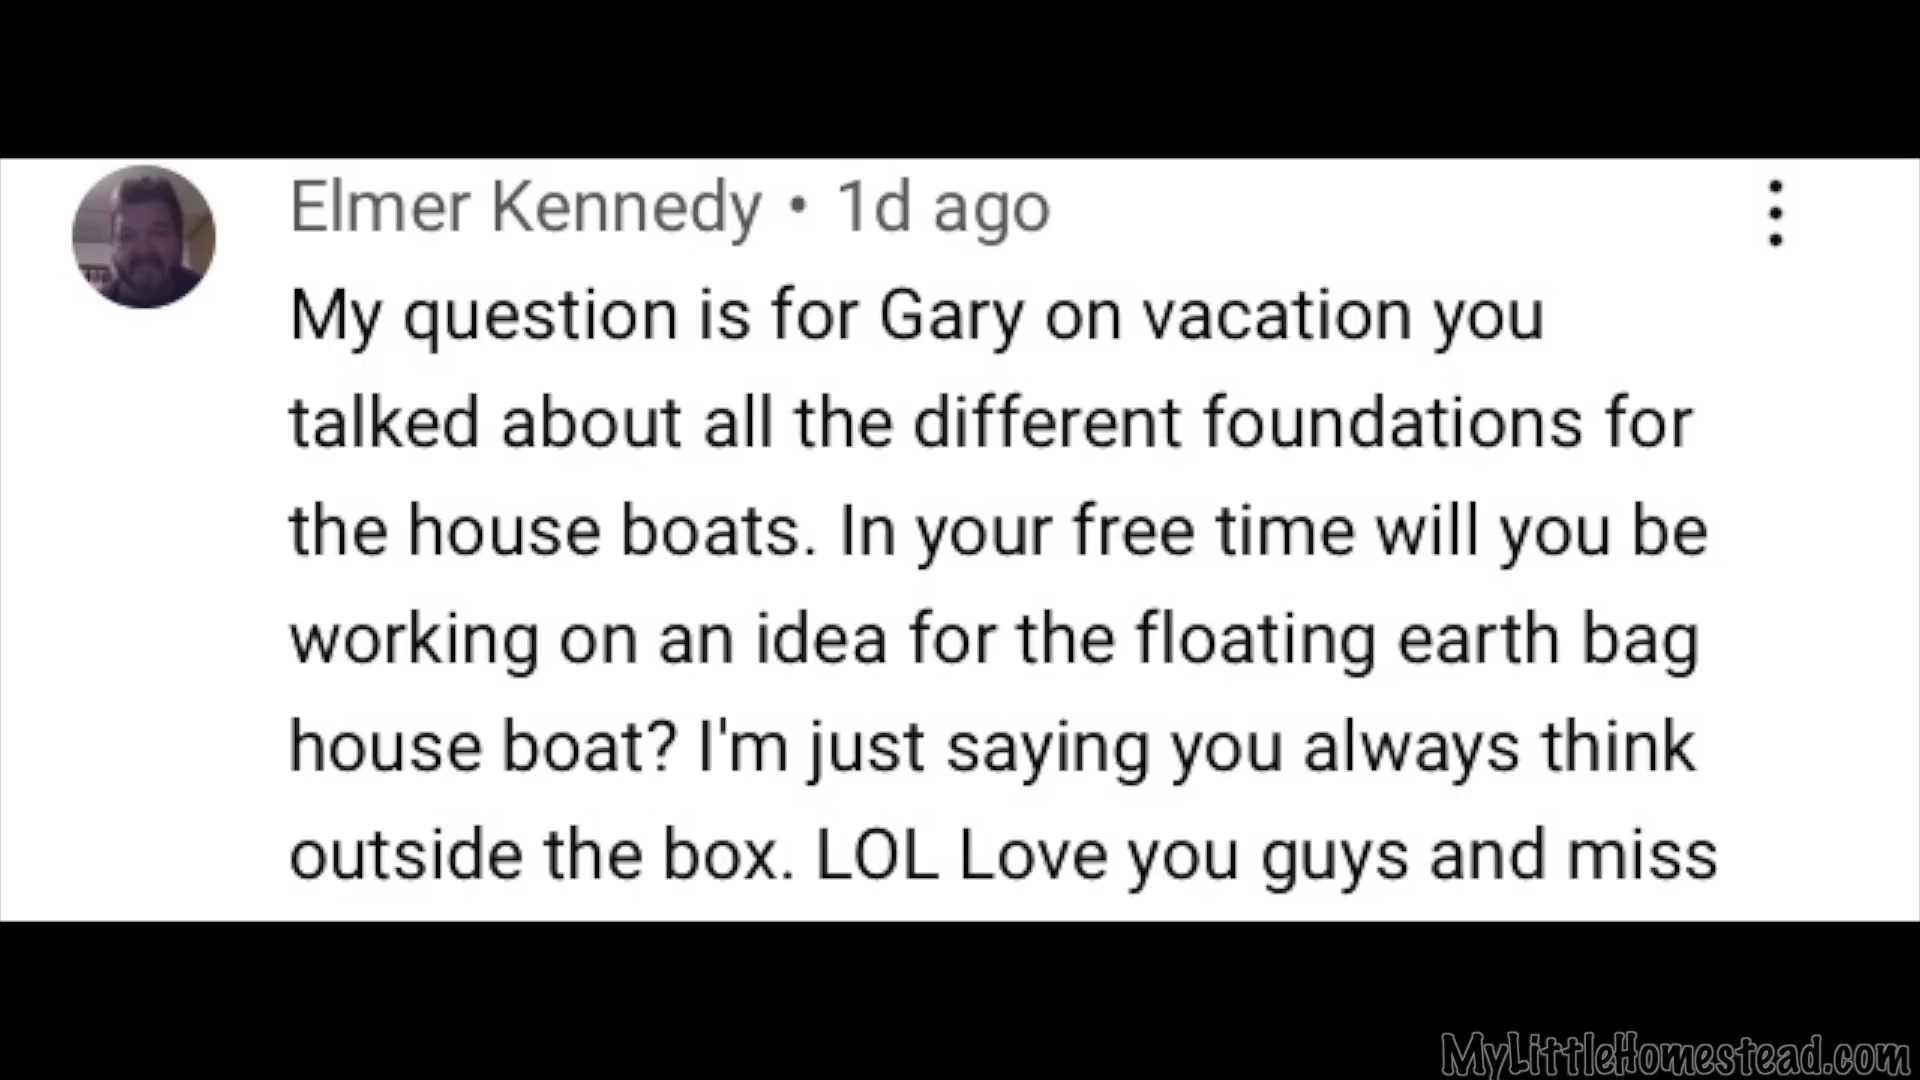 Elmer Kennedy • 1d ago
My question is for Gary on vacation you
talked about all the different foundations for
the house boats. In your free time will you be
working on an idea for the floating earth bag
house boat? I'm just saying you always think
outside the box. LOL Love you guys and miss
MyLittleHomestead.com